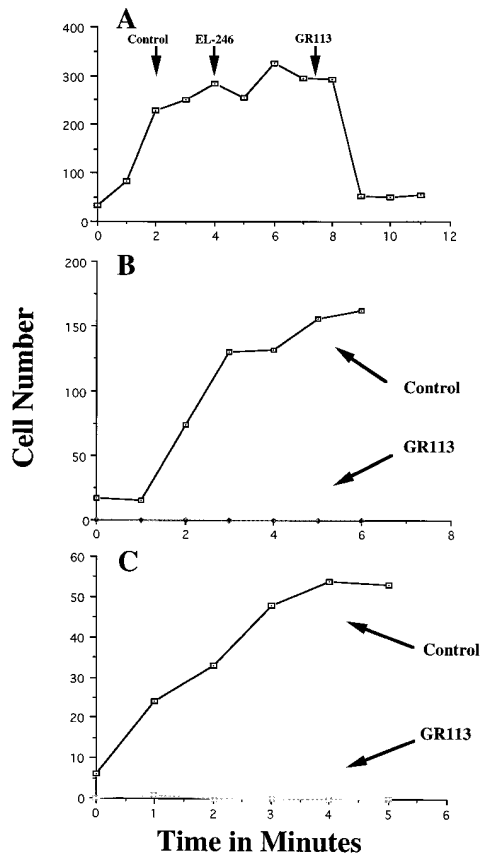 A
Control EL-246 GR113
400
300
200
100
0
0 2 4 6 8 10 12
B
200
150
100
50
0
Control
GR113
0 2 4 6 8
C
60
50
40
30
20
10
0
Control
GR113
0 1 2 3 4 5 6
Cell Number
Time in Minutes